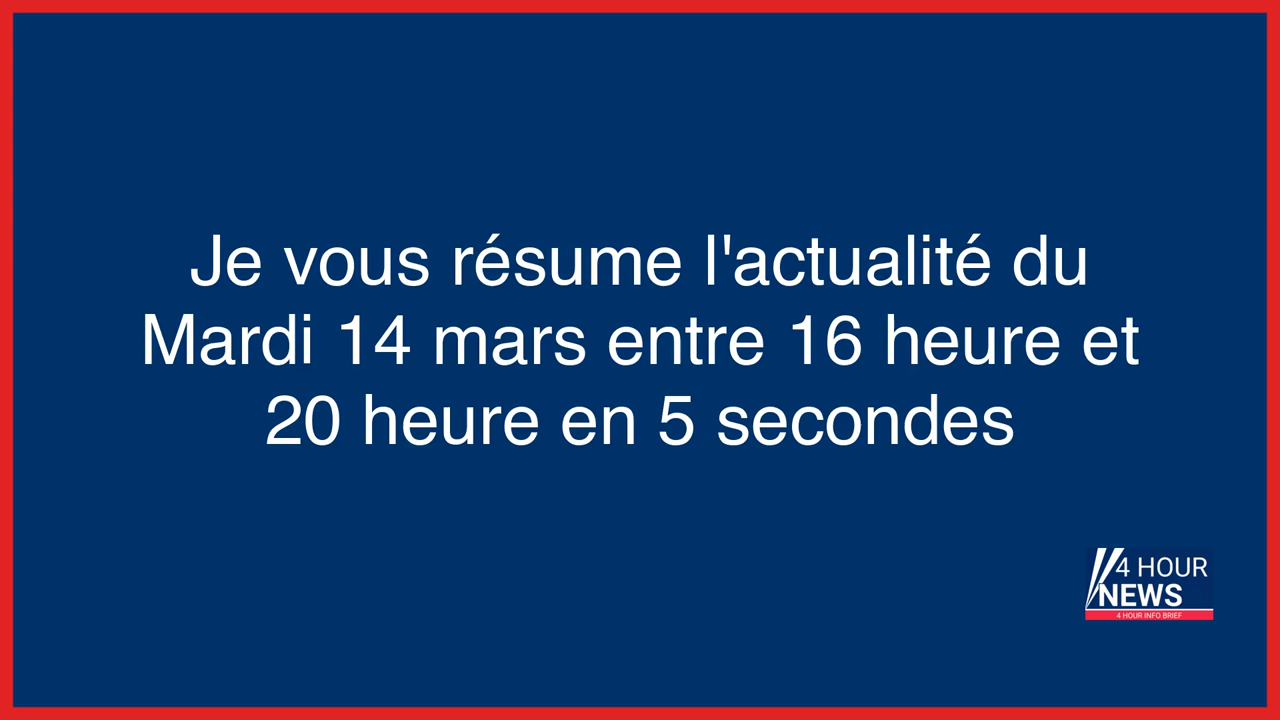 Je vous résume l'actualité du
Mardi 14 mars entre 16 heure et
20 heure en 5 secondes
4 HOUR
NEWS
4 HOUR INFO BRIEF